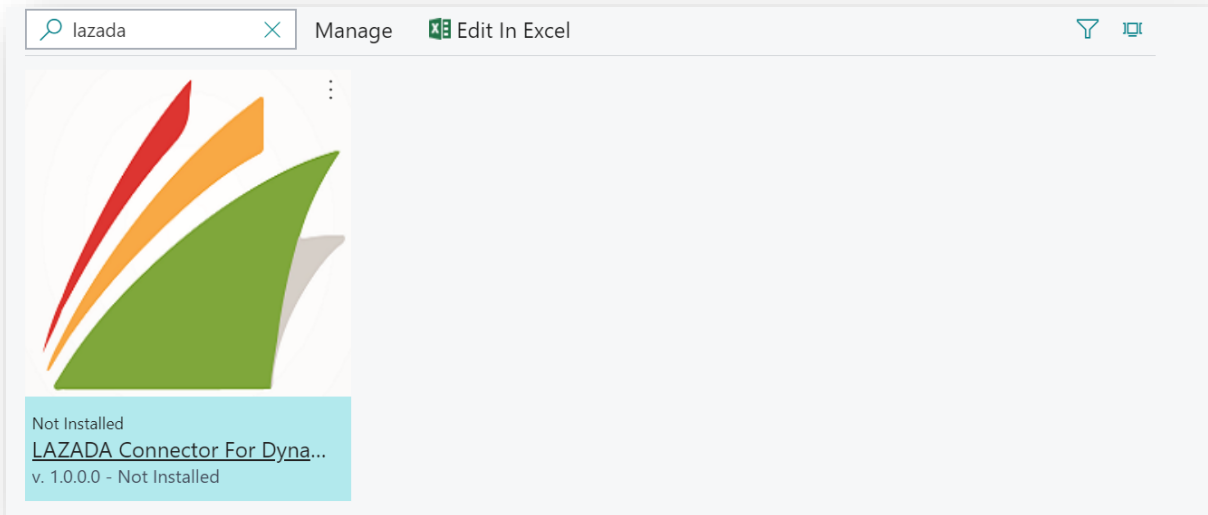 lazada
Manage
Edit In Excel
Not Installed
LAZADA Connector For Dyna...
v. 1.0.0.0 - Not Installed